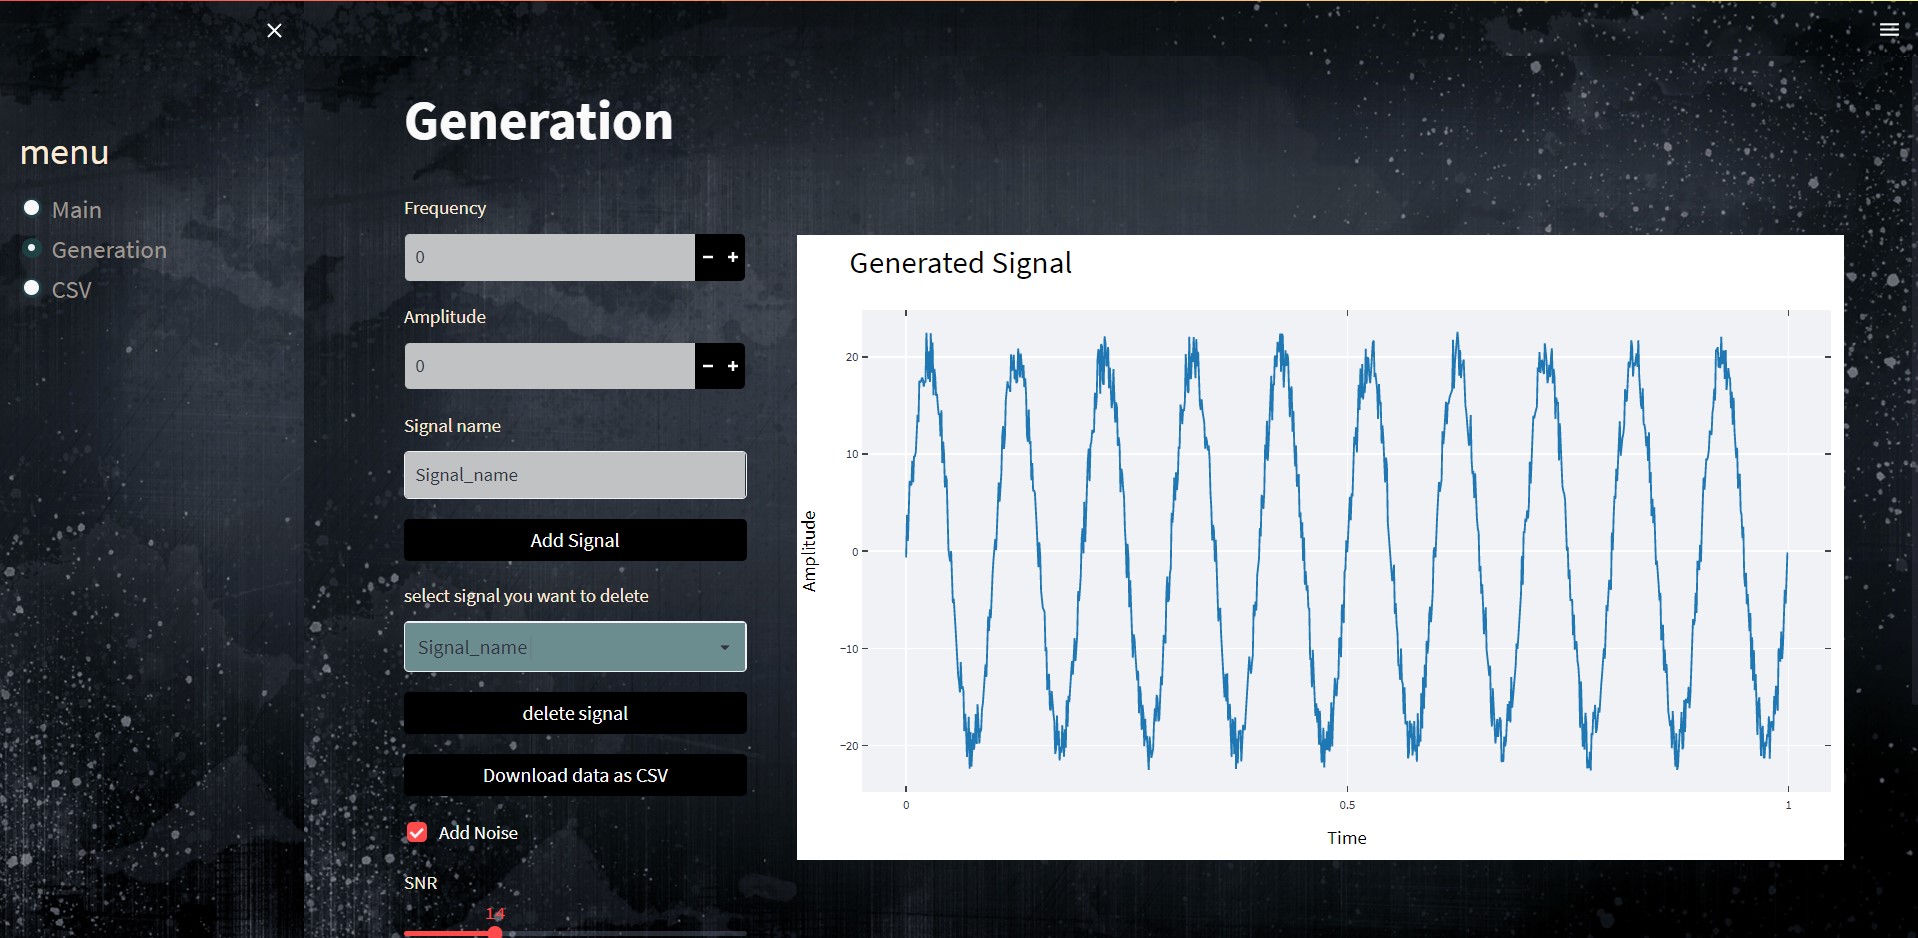 menu
Main
Generation
CSV
Generation
Frequency
0
Amplitude
0
Signal name
Signal_name
Add Signal
select signal you want to delete
Signal_name
delete signal
Download data as CSV
Add Noise
SNR
14
Generated Signal
20
10
0
−10
−20
Amplitude
0 0.5 1
Time